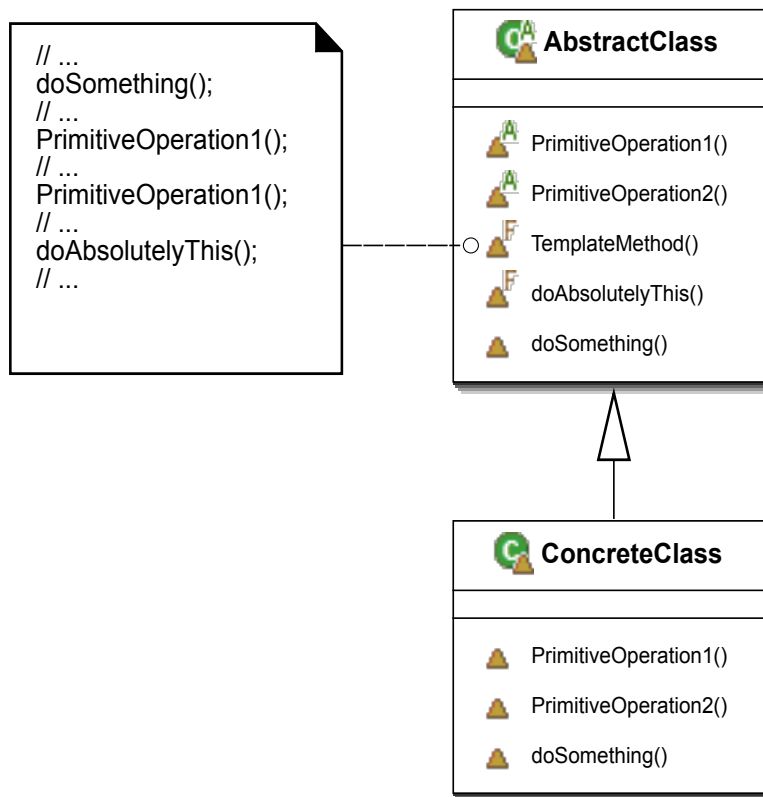 // ...
doSomething();
// ...
PrimitiveOperation1();
// ...
PrimitiveOperation1();
// ...
doAbsolutelyThis();
// ...
AbstractClass
PrimitiveOperation1()
PrimitiveOperation2()
TemplateMethod()
doAbsolutelyThis()
doSomething()
ConcreteClass
PrimitiveOperation1()
PrimitiveOperation2()
doSomething()